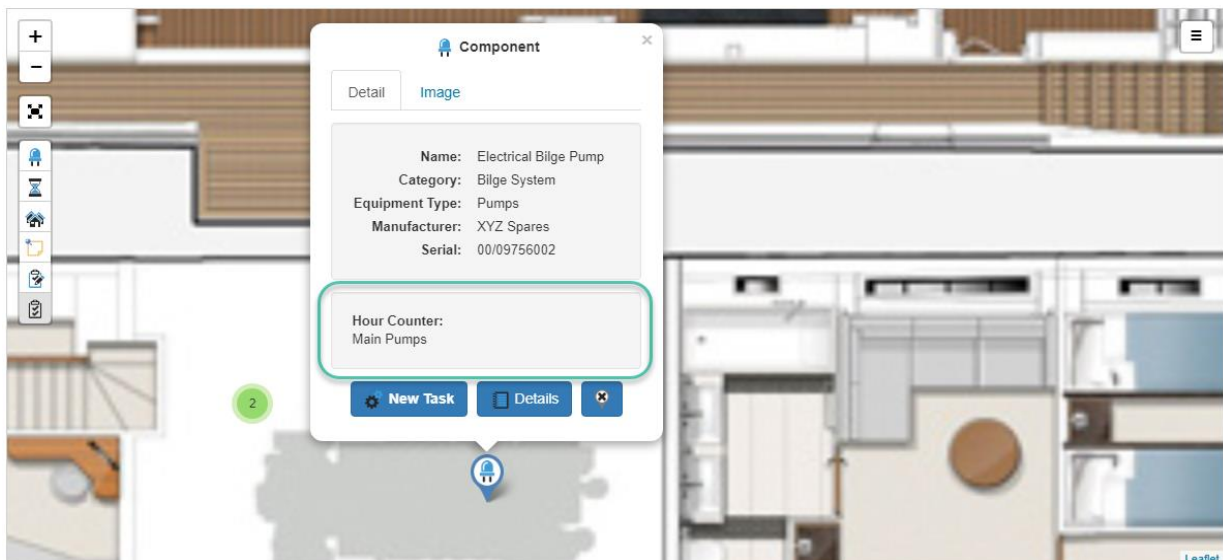 +
≡
Component ×
−
Detail Image
Name: Electrical Bilge Pump
Category: Bilge System
Equipment Type: Pumps
Manufacturer: XYZ Spares
Serial: 00/09756002
Hour Counter:
Main Pumps
New Task Details
2
Leaflet